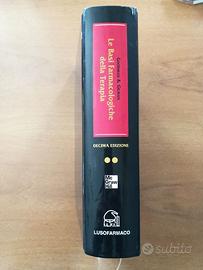 GOODMAN & GILMAN
Le Basi Farmacologiche
della Terapia
DECIMA EDIZIONE
Mc
Graw
Hill
LUSOFARMACO
subito